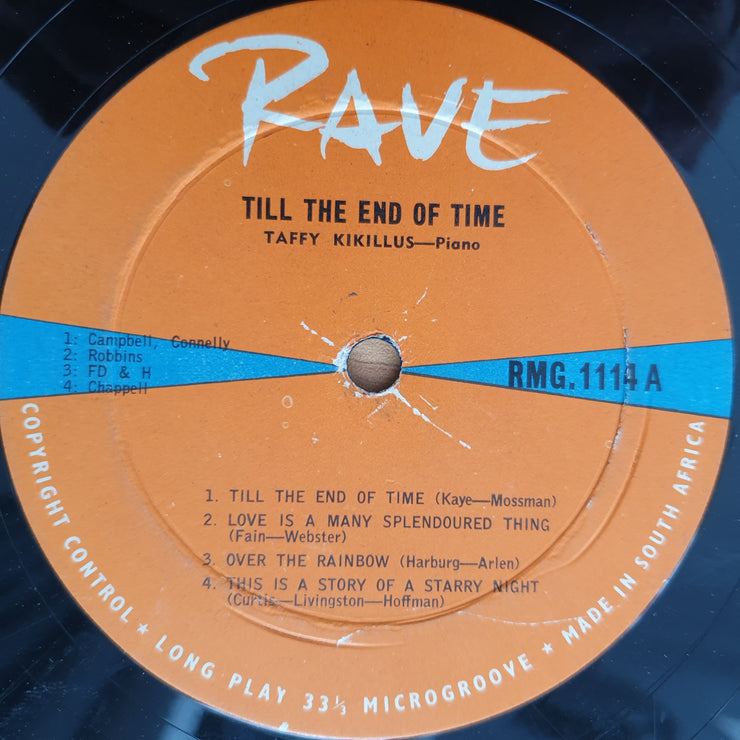 RAVE
TILL THE END OF TIME
TAFFY KIKILLUS—Piano
1: Campbell, Connelly
2: Robbins
3: FD & H
4: Chappell
RMG.1114 A
1. TILL THE END OF TIME (Kaye—Mossman)
2. LOVE IS A MANY SPLENDOURED THING
(Fain—Webster)
3. OVER THE RAINBOW (Harburg—Arlen)
4. THIS IS A STORY OF A STARRY NIGHT
(Curtis—Livingston—Hoffman)
COPYRIGHT CONTROL ★ LONG PLAY 33⅓ MICROGROOVE ★ MADE IN SOUTH AFRICA